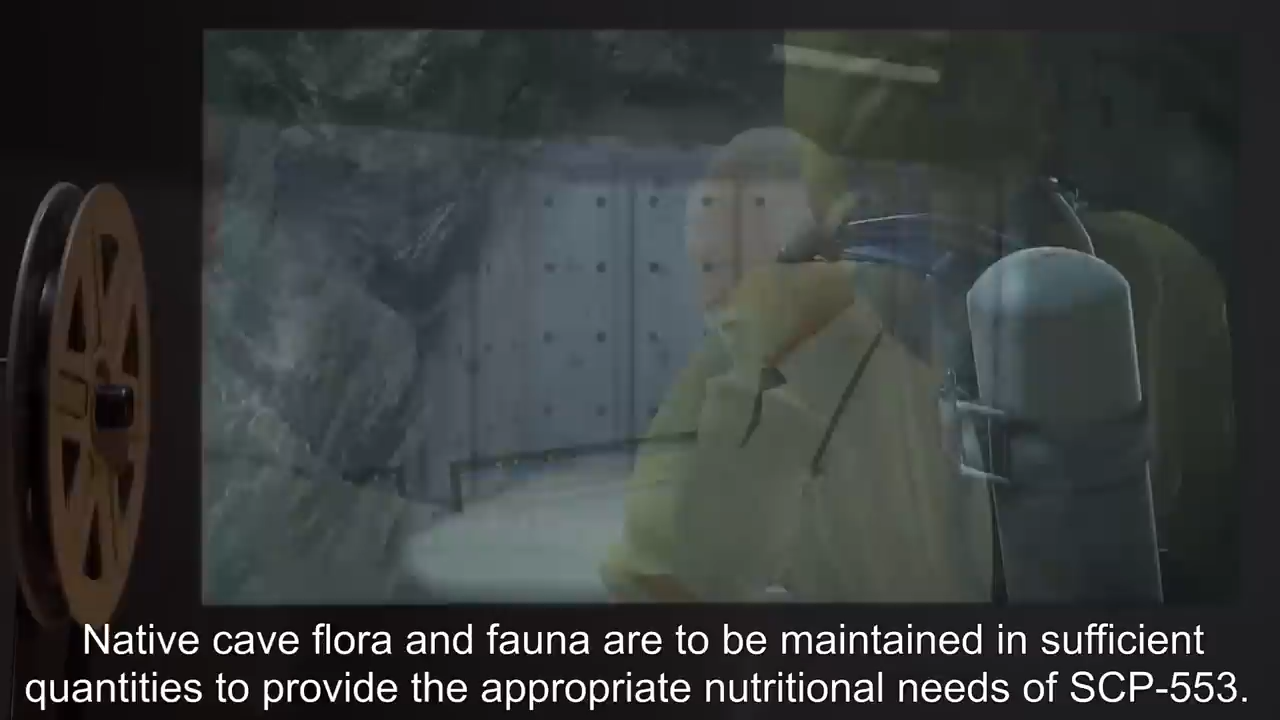 Native cave flora and fauna are to be maintained in sufficient
quantities to provide the appropriate nutritional needs of SCP-553.